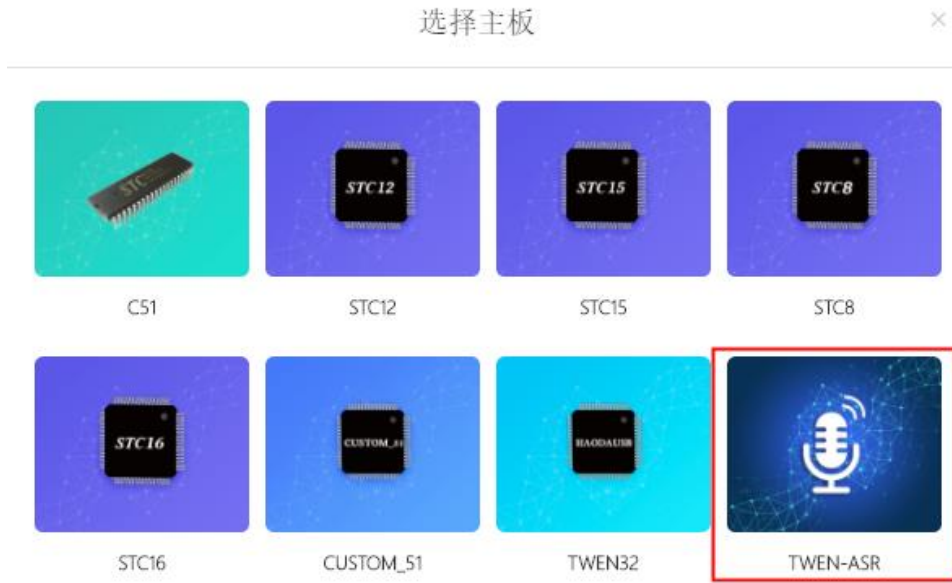 选择主板
STC
STC12
STC15
STC8
C51
STC12
STC15
STC8
STC16
CUSTOM_51
HAODAUSB
STC16
CUSTOM_51
TWEN32
TWEN-ASR